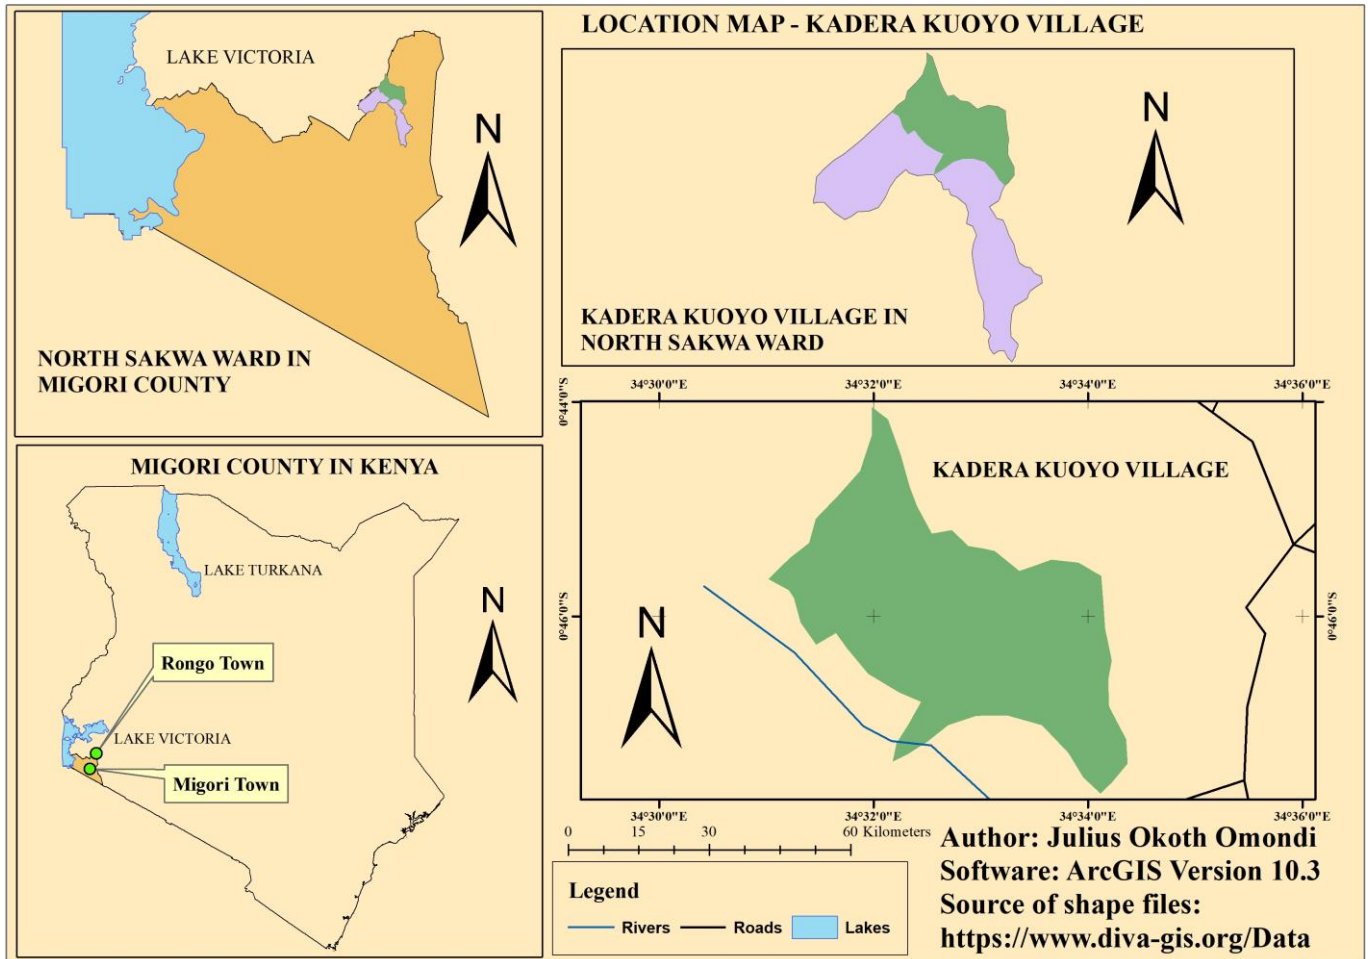 LOCATION MAP - KADERA KUOYO VILLAGE
LAKE VICTORIA
N
NORTH SAKWA WARD IN
MIGORI COUNTY
N
KADERA KUOYO VILLAGE IN
NORTH SAKWA WARD
MIGORI COUNTY IN KENYA
LAKE TURKANA
N
Rongo Town
LAKE VICTORIA
Migori Town
34°30'0"E
34°32'0"E
34°34'0"E
34°36'0"E
0°44'0"S
KADERA KUOYO VILLAGE
0°46'0"S
0°46'0"S
N
34°30'0"E
34°32'0"E
34°34'0"E
34°36'0"E
0
15
30
60 Kilometers
Legend
Rivers
Roads
Lakes
Author: Julius Okoth Omondi
Software: ArcGIS Version 10.3
Source of shape files:
https://www.diva-gis.org/Data